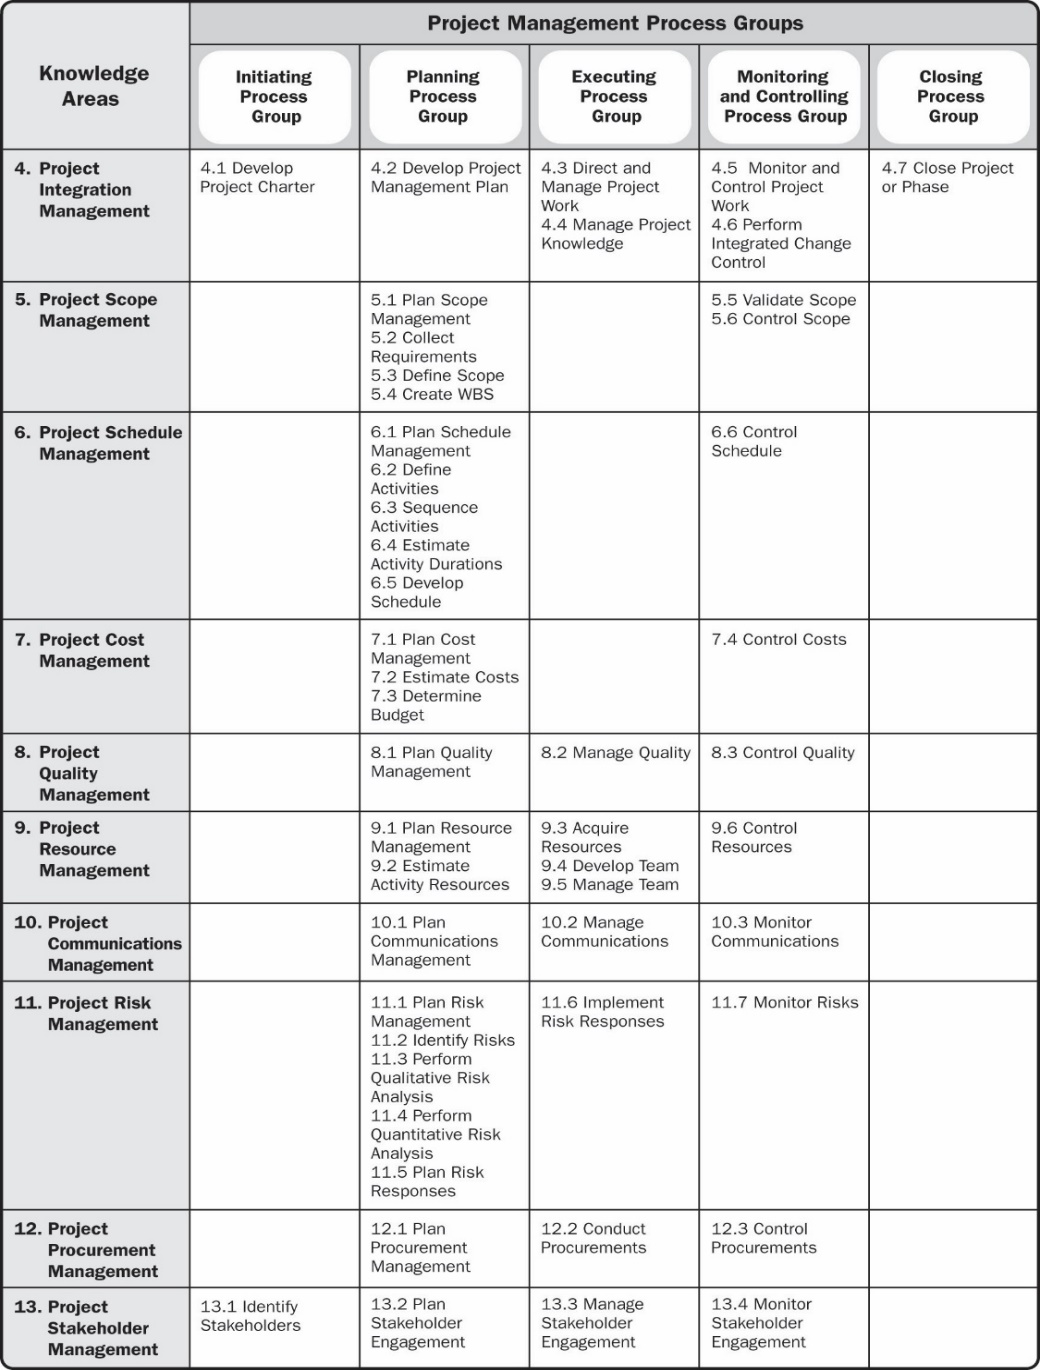 Project Management Process Groups
Knowledge
Areas
Initiating
Process
Group
Planning
Process
Group
Executing
Process
Group
Monitoring
and Controlling
Process Group
Closing
Process
Group
4. Project
Integration
Management
4.1 Develop
Project Charter
4.2 Develop Project
Management Plan
4.3 Direct and
Manage Project
Work
4.4 Manage Project
Knowledge
4.5 Monitor and
Control Project
Work
4.6 Perform
Integrated Change
Control
4.7 Close Project
or Phase
5. Project Scope
Management
5.1 Plan Scope
Management
5.2 Collect
Requirements
5.3 Define Scope
5.4 Create WBS
5.5 Validate Scope
5.6 Control Scope
6. Project Schedule
Management
6.1 Plan Schedule
Management
6.2 Define
Activities
6.3 Sequence
Activities
6.4 Estimate
Activity Durations
6.5 Develop
Schedule
6.6 Control
Schedule
7. Project Cost
Management
7.1 Plan Cost
Management
7.2 Estimate Costs
7.3 Determine
Budget
7.4 Control Costs
8. Project
Quality
Management
8.1 Plan Quality
Management
8.2 Manage Quality
8.3 Control Quality
9. Project
Resource
Management
9.1 Plan Resource
Management
9.2 Estimate
Activity Resources
9.3 Acquire
Resources
9.4 Develop Team
9.5 Manage Team
9.6 Control
Resources
10. Project
Communications
Management
10.1 Plan
Communications
Management
10.2 Manage
Communications
10.3 Monitor
Communications
11. Project Risk
Management
11.1 Plan Risk
Management
11.2 Identify Risks
11.3 Perform
Qualitative Risk
Analysis
11.4 Perform
Quantitative Risk
Analysis
11.5 Plan Risk
Responses
11.6 Implement
Risk Responses
11.7 Monitor Risks
12. Project
Procurement
Management
12.1 Plan
Procurement
Management
12.2 Conduct
Procurements
12.3 Control
Procurements
13. Project
Stakeholder
Management
13.1 Identify
Stakeholders
13.2 Plan
Stakeholder
Engagement
13.3 Manage
Stakeholder
Engagement
13.4 Monitor
Stakeholder
Engagement